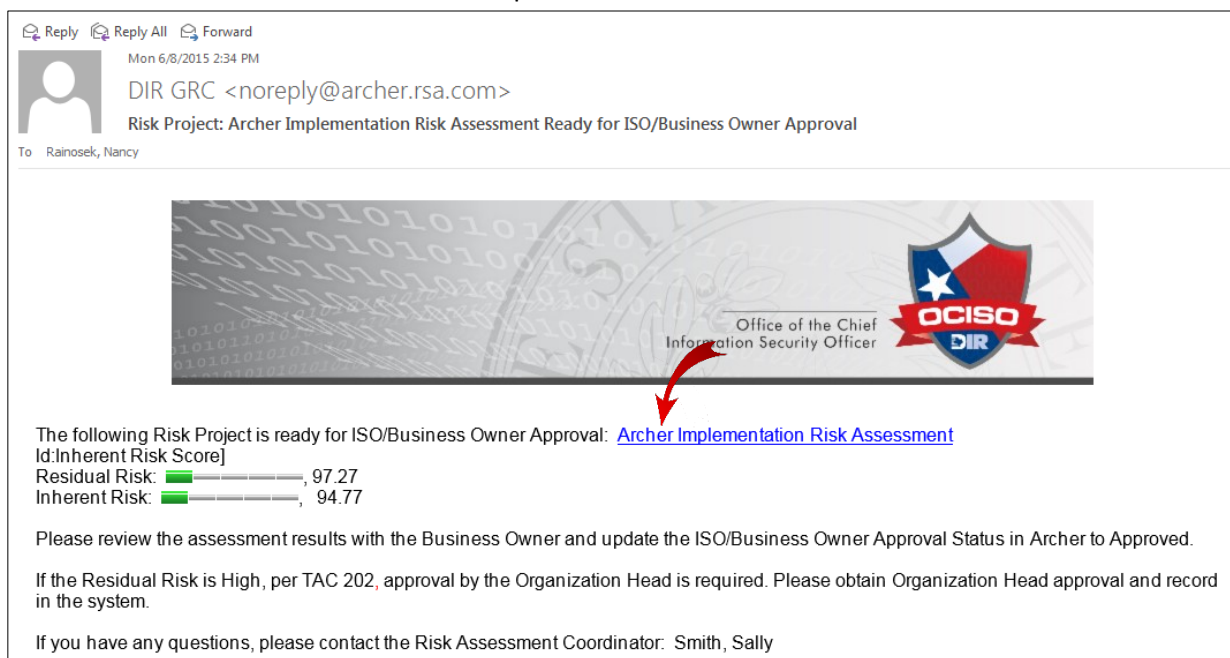 Reply Reply All Forward
Mon 6/8/2015 2:34 PM
DIR GRC <noreply@archer.rsa.com>
Risk Project: Archer Implementation Risk Assessment Ready for ISO/Business Owner Approval
To Rainosek, Nancy
Office of the Chief
Information Security Officer
OCISO
DIR
The following Risk Project is ready for ISO/Business Owner Approval: Archer Implementation Risk Assessment
Id:Inherent Risk Score]
Residual Risk: , 97.27
Inherent Risk: , 94.77
Please review the assessment results with the Business Owner and update the ISO/Business Owner Approval Status in Archer to Approved.
If the Residual Risk is High, per TAC 202, approval by the Organization Head is required. Please obtain Organization Head approval and record
in the system.
If you have any questions, please contact the Risk Assessment Coordinator: Smith, Sally